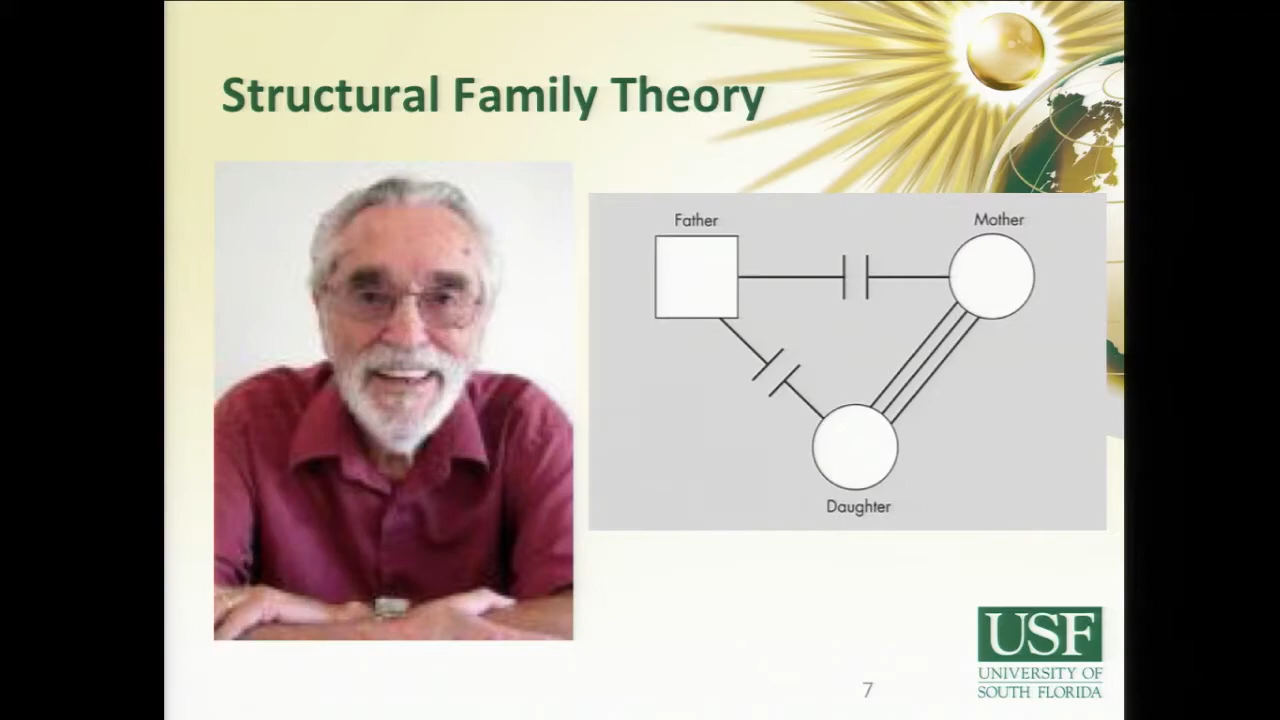 Structural Family Theory
Father
Mother
Daughter
7
USF
UNIVERSITY OF
SOUTH FLORIDA